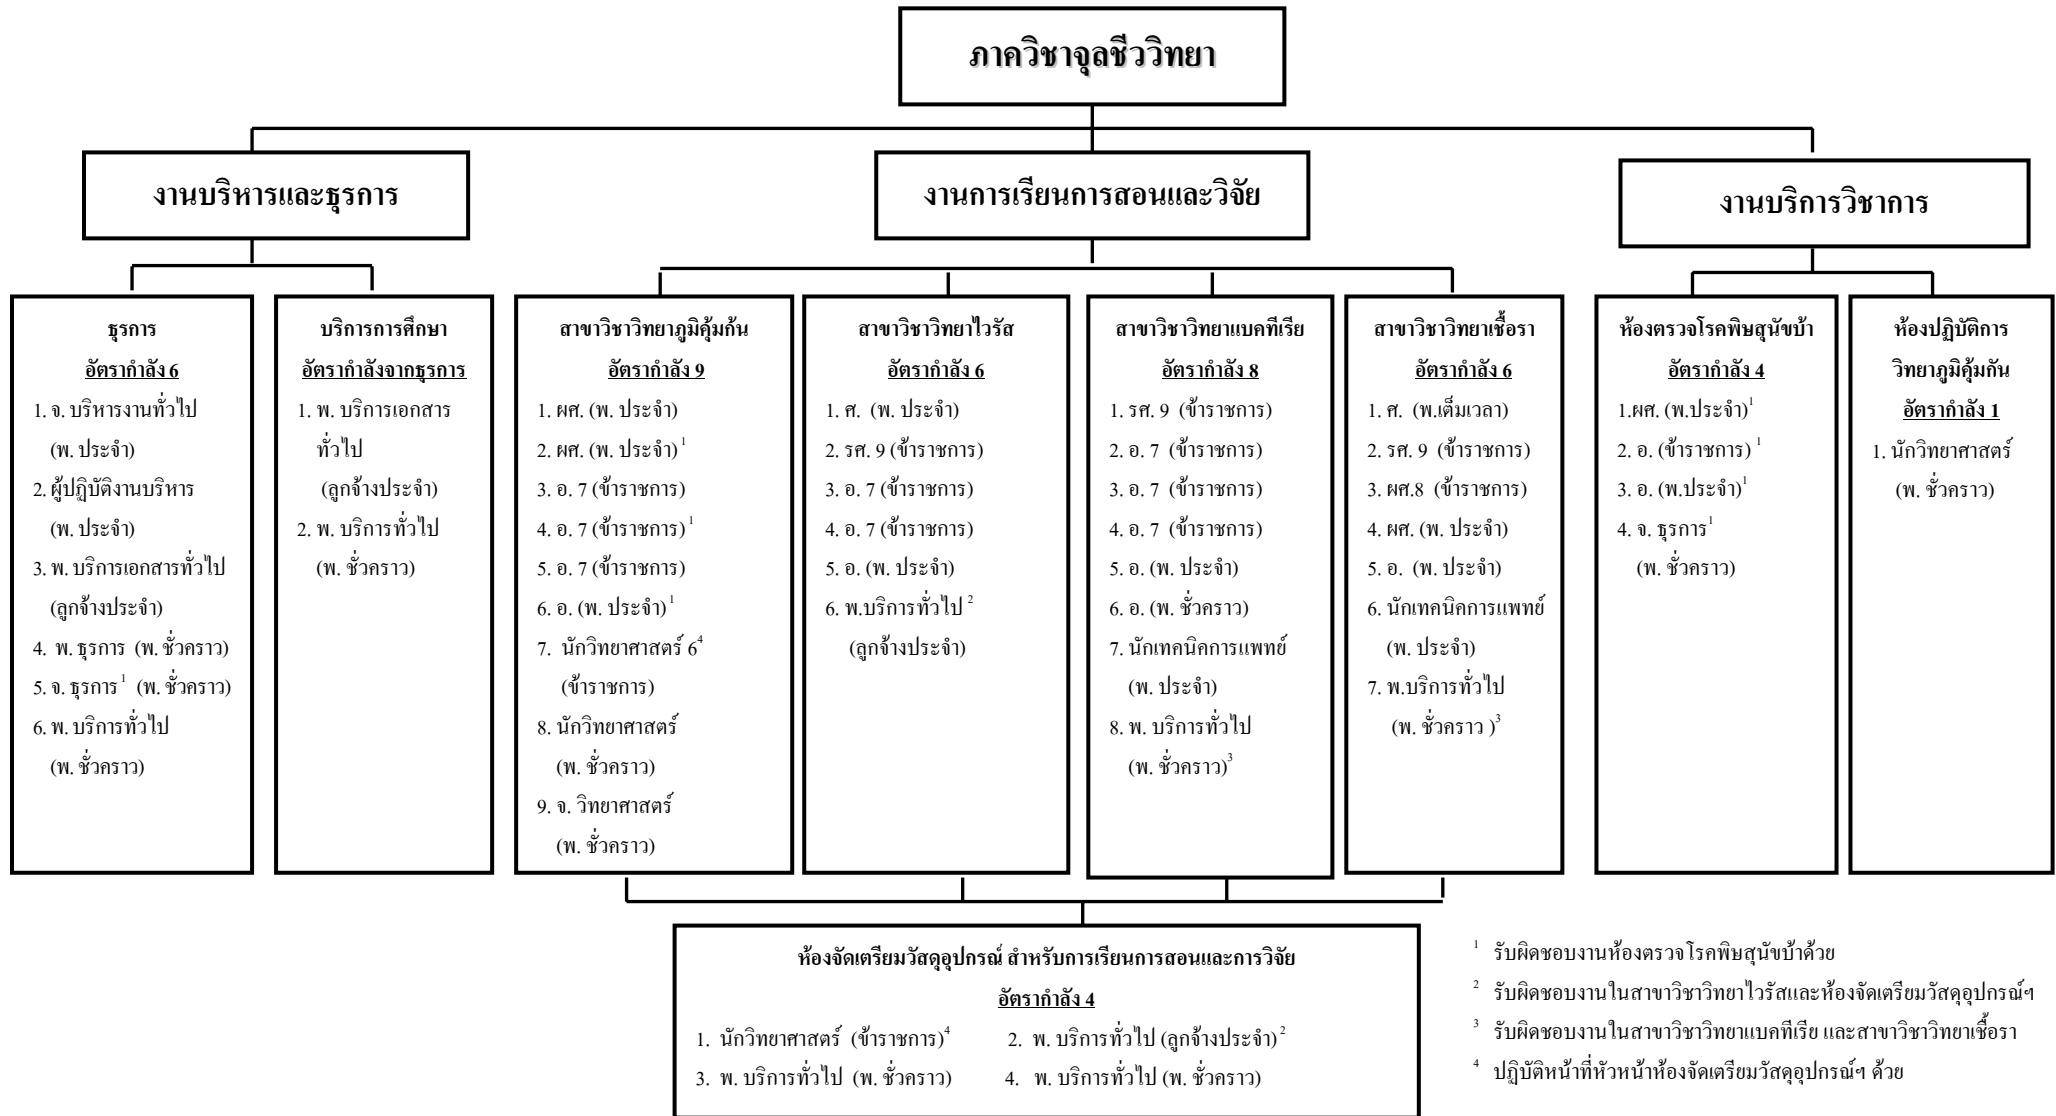 ภาควิชาจุลชีววิทยา
งานบริหารและธุรการ
งานการเรียนการสอนและวิจัย
งานบริการวิชาการ
ธุรการ
อัตรากำลัง 6
1. จ. บริหารงานทั่วไป
(พ. ประจำ)
2. ผู้ปฏิบัติงานบริหาร
(พ. ประจำ)
3. พ. บริการเอกสารทั่วไป
(ลูกจ้างประจำ)
4. พ. ธุรการ (พ. ชั่วคราว)
5. จ. ธุรการ¹ (พ. ชั่วคราว)
6. พ. บริการทั่วไป
(พ. ชั่วคราว)
บริการการศึกษา
อัตรากำลังจากธุรการ
1. พ. บริการเอกสาร
ทั่วไป
(ลูกจ้างประจำ)
2. พ. บริการทั่วไป
(พ. ชั่วคราว)
สาขาวิชาวิทยาภูมิคุ้มกัน
อัตรากำลัง 9
1. ผศ. (พ. ประจำ)
2. ผศ. (พ. ประจำ)¹
3. อ. 7 (ข้าราชการ)
4. อ. 7 (ข้าราชการ)¹
5. อ. 7 (ข้าราชการ)
6. อ. (พ. ประจำ)¹
7. นักวิทยาศาสตร์ 6⁴
(ข้าราชการ)
8. นักวิทยาศาสตร์
(พ. ชั่วคราว)
9. จ. วิทยาศาสตร์
(พ. ชั่วคราว)
สาขาวิชาวิทยาไวรัส
อัตรากำลัง 6
1. ศ. (พ. ประจำ)
2. รศ. 9 (ข้าราชการ)
3. อ. 7 (ข้าราชการ)
4. อ. 7 (ข้าราชการ)
5. อ. (พ. ประจำ)
6. พ.บริการทั่วไป²
(ลูกจ้างประจำ)
สาขาวิชาวิทยาแบคทีเรีย
อัตรากำลัง 8
1. รศ. 9 (ข้าราชการ)
2. อ. 7 (ข้าราชการ)
3. อ. 7 (ข้าราชการ)
4. อ. 7 (ข้าราชการ)
5. อ. (พ. ประจำ)
6. อ. (พ. ชั่วคราว)
7. นักเทคนิคการแพทย์
(พ. ประจำ)
8. พ. บริการทั่วไป
(พ. ชั่วคราว)³
สาขาวิชาวิทยาเชื้อรา
อัตรากำลัง 6
1. ศ. (พ.เต็มเวลา)
2. รศ. 9 (ข้าราชการ)
3. ผศ.8 (ข้าราชการ)
4. ผศ. (พ. ประจำ)
5. อ. (พ. ประจำ)
6. นักเทคนิคการแพทย์
(พ. ประจำ)
7. พ.บริการทั่วไป
(พ. ชั่วคราว )³
ห้องตรวจโรคพิษสุนัขบ้า
อัตรากำลัง 4
1.ผศ. (พ.ประจำ)¹
2. อ. (ข้าราชการ) ¹
3. อ. (พ.ประจำ)¹
4. จ. ธุรการ¹
(พ. ชั่วคราว)
ห้องปฏิบัติการ
วิทยาภูมิคุ้มกัน
อัตรากำลัง 1
1. นักวิทยาศาสตร์
(พ. ชั่วคราว)
ห้องจัดเตรียมวัสดุอุปกรณ์ สำหรับการเรียนการสอนและการวิจัย
อัตรากำลัง 4
1. นักวิทยาศาสตร์ (ข้าราชการ)⁴ 2. พ. บริการทั่วไป (ลูกจ้างประจำ)²
3. พ. บริการทั่วไป (พ. ชั่วคราว) 4. พ. บริการทั่วไป (พ. ชั่วคราว)
¹ รับผิดชอบงานห้องตรวจโรคพิษสุนัขบ้าด้วย
² รับผิดชอบงานในสาขาวิชาวิทยาไวรัสและห้องจัดเตรียมวัสดุอุปกรณ์ฯ
³ รับผิดชอบงานในสาขาวิชาวิทยาแบคทีเรีย และสาขาวิชาวิทยาเชื้อรา
⁴ ปฏิบัติหน้าที่หัวหน้าห้องจัดเตรียมวัสดุอุปกรณ์ฯ ด้วย